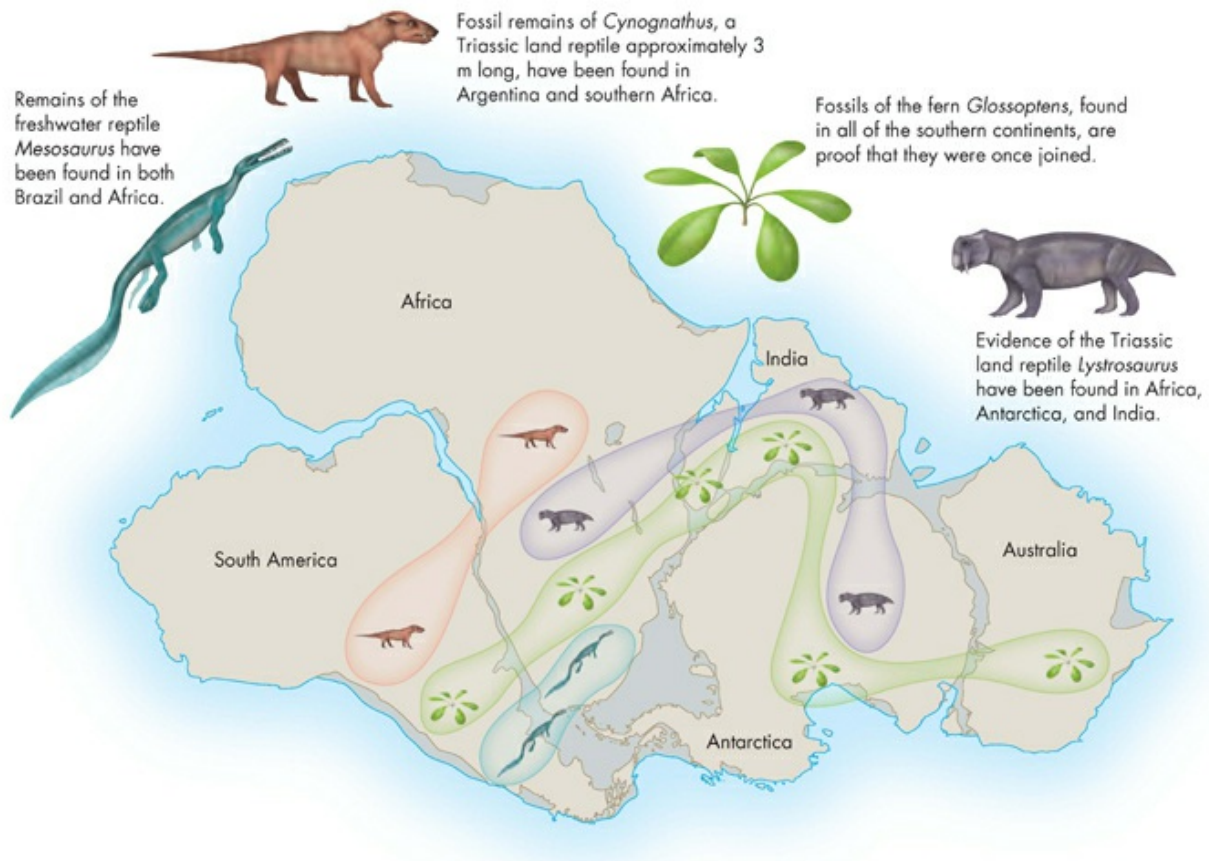 Fossil remains of Cynognathus, a
Triassic land reptile approximately 3
m long, have been found in
Argentina and southern Africa.
Remains of the
freshwater reptile
Mesosaurus have
been found in both
Brazil and Africa.
Fossils of the fern Glossoptens, found
in all of the southern continents, are
proof that they were once joined.
Evidence of the Triassic
land reptile Lystrosaurus
have been found in Africa,
Antarctica, and India.
Africa
India
South America
Australia
Antarctica